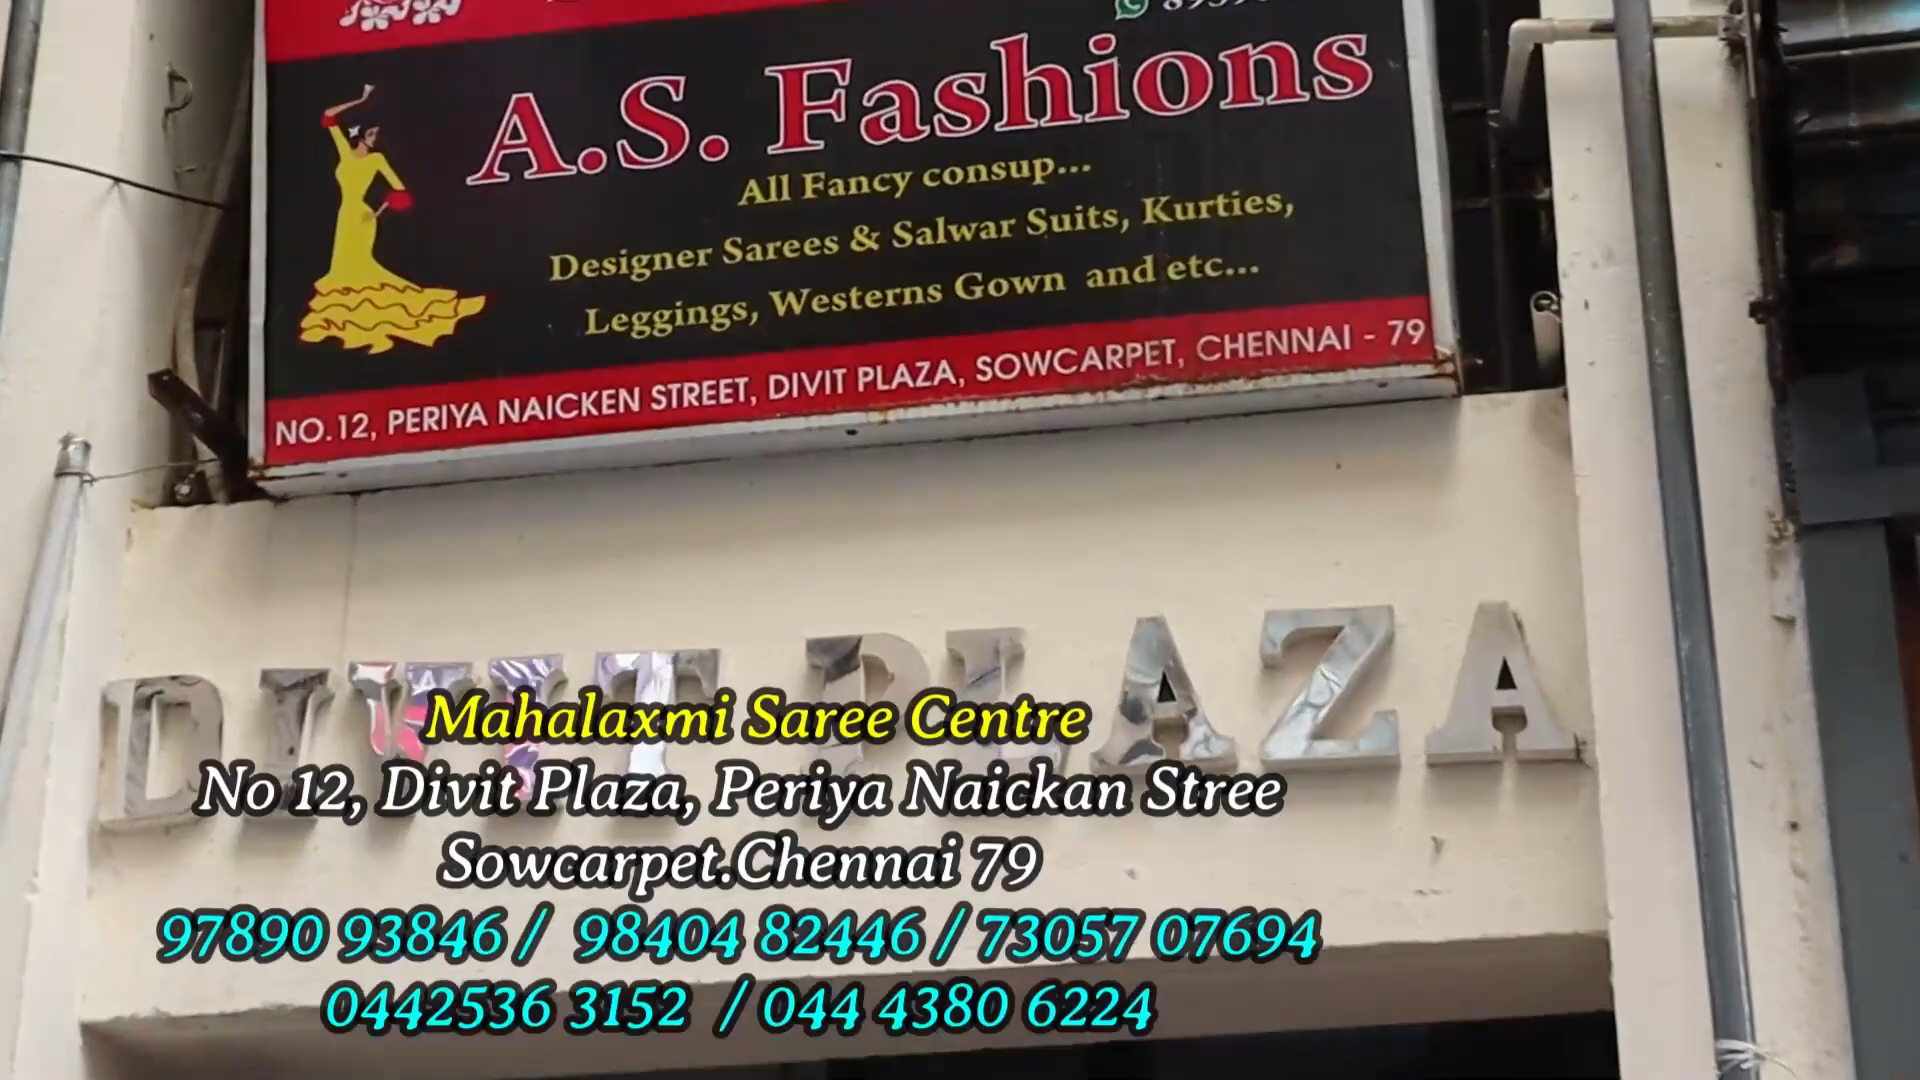 A.S. Fashions
All Fancy consup...
Designer Sarees & Salwar Suits, Kurties,
Leggings, Westerns Gown and etc...
NO.12, PERIYA NAICKEN STREET, DIVIT PLAZA, SOWCARPET, CHENNAI - 79
DIVIT PLAZA
Mahalaxmi Saree Centre
No 12, Divit Plaza, Periya Naickan Stree
Sowcarpet.Chennai 79
97890 93846 / 98404 82446 / 73057 07694
0442536 3152 / 044 4380 6224